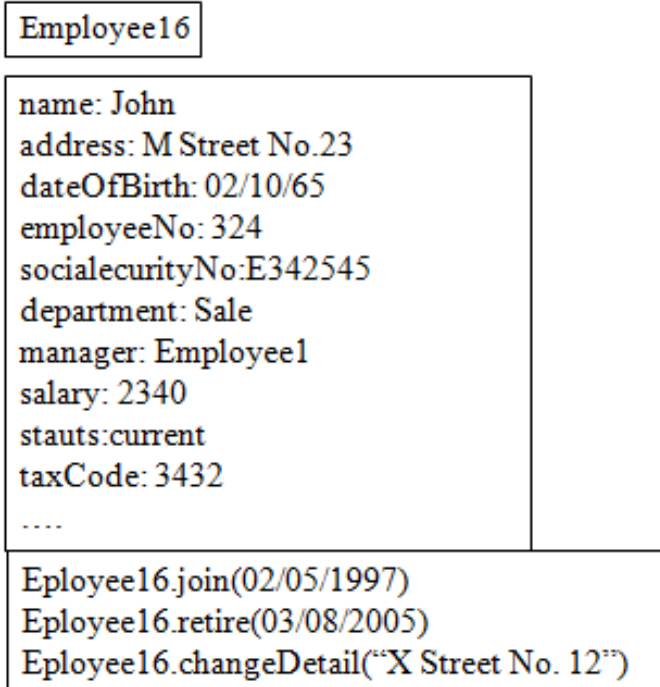 Employee16
name: John
address: M Street No.23
dateOfBirth: 02/10/65
employeeNo: 324
socialecurityNo:E342545
department: Sale
manager: Employee1
salary: 2340
stauts:current
taxCode: 3432
....
Eployee16.join(02/05/1997)
Eployee16.retire(03/08/2005)
Eployee16.changeDetail(“X Street No. 12”)